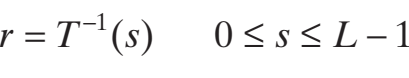 r = T⁻¹(s)  0 ≤ s ≤ L − 1